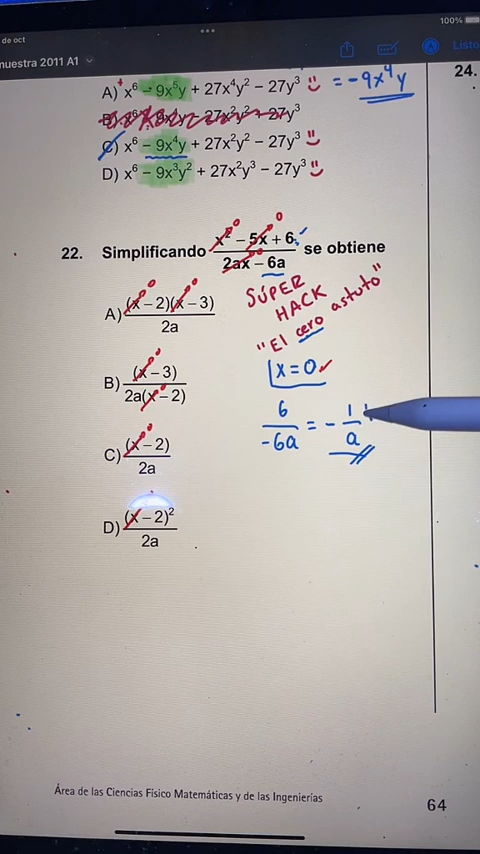 100%
de oct
nuestra 2011 A1
Listo
24.
A) x⁶ – 9x⁵y + 27x⁴y² – 27y³ = -9x⁴y
C) x⁶ – 9x⁴y + 27x²y² – 27y³
D) x⁶ – 9x³y² + 27x²y³ – 27y³
22. Simplificando x² – 5x + 6 / 2ax – 6a se obtiene
SÚPER
HACK
"El cero astuto"
x=0
6 / -6a = - 1 / a
A) (x – 2)(x – 3) / 2a
B) (x – 3) / 2a(x – 2)
C) (x – 2) / 2a
D) (x – 2)² / 2a
Área de las Ciencias Físico Matemáticas y de las Ingenierías
64